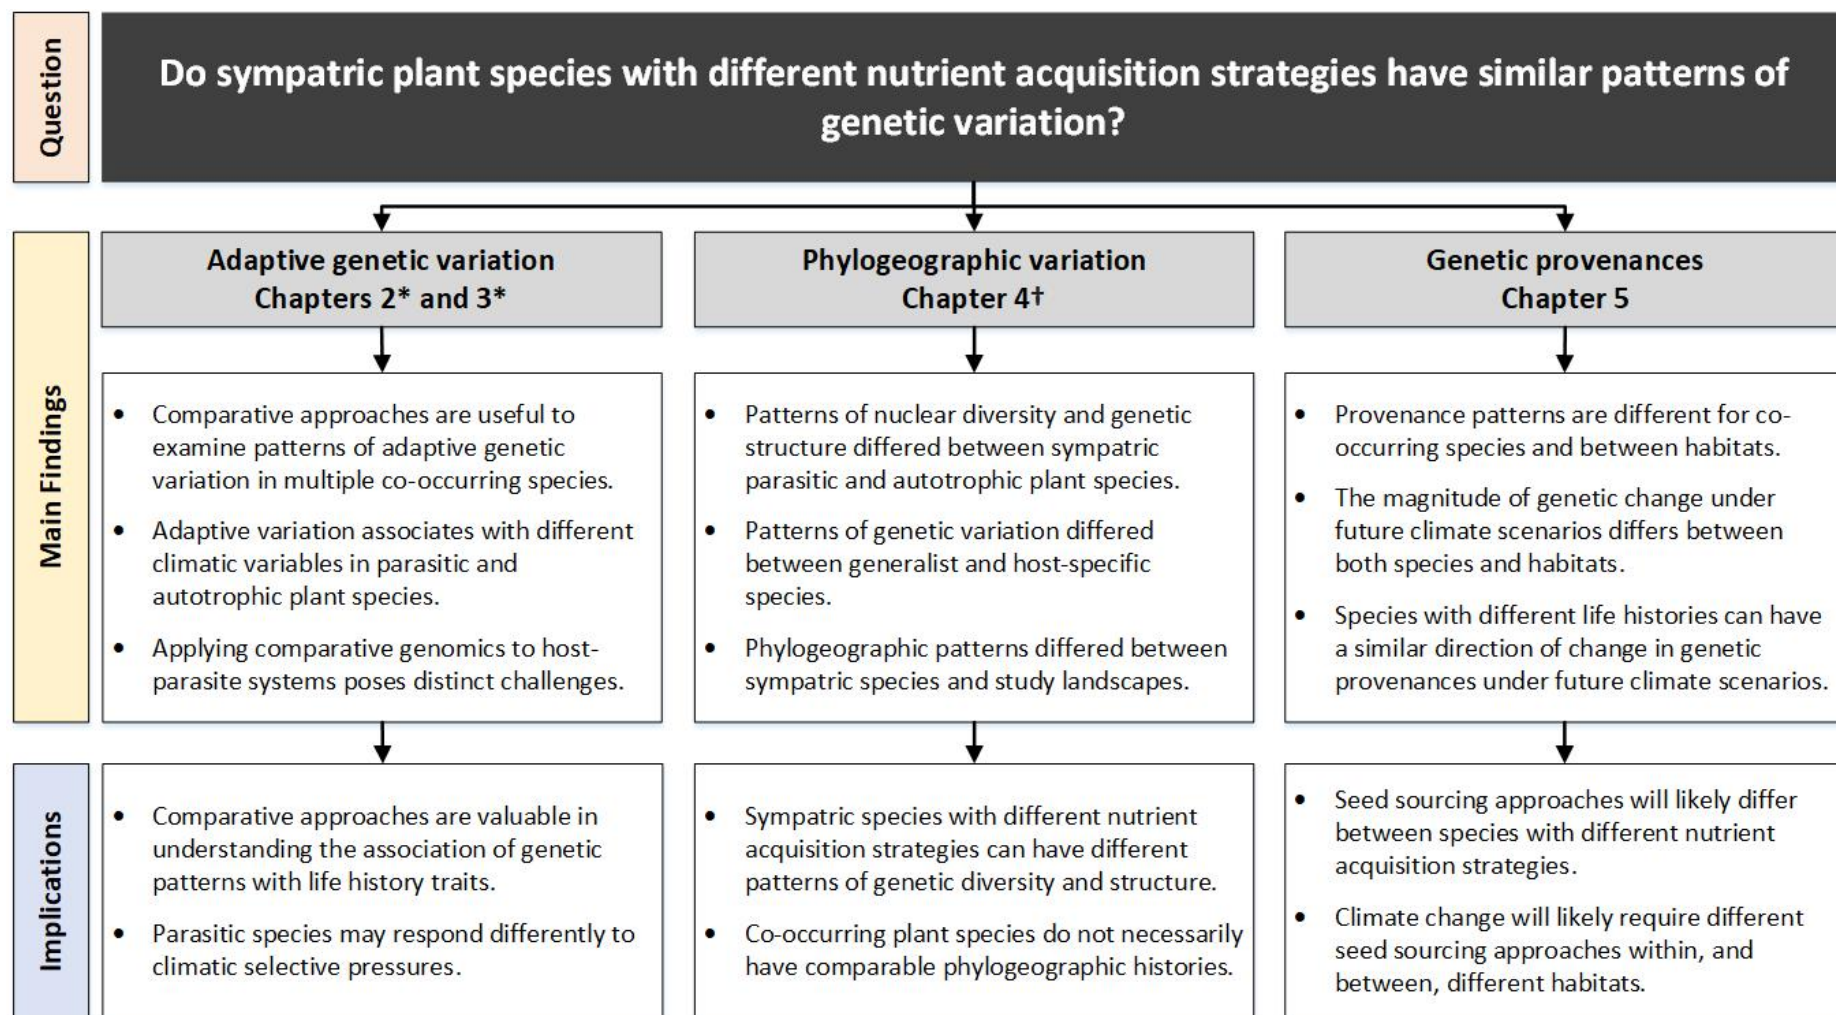 Question
Do sympatric plant species with different nutrient acquisition strategies have similar patterns of
genetic variation?
Main Findings
Adaptive genetic variation
Chapters 2* and 3*
• Comparative approaches are useful to
examine patterns of adaptive genetic
variation in multiple co-occurring species.
• Adaptive variation associates with different
climatic variables in parasitic and
autotrophic plant species.
• Applying comparative genomics to host-
parasite systems poses distinct challenges.
Phylogeographic variation
Chapter 4†
• Patterns of nuclear diversity and genetic
structure differed between sympatric
parasitic and autotrophic plant species.
• Patterns of genetic variation differed
between generalist and host-specific
species.
• Phylogeographic patterns differed between
sympatric species and study landscapes.
Genetic provenances
Chapter 5
• Provenance patterns are different for co-
occurring species and between habitats.
• The magnitude of genetic change under
future climate scenarios differs between
both species and habitats.
• Species with different life histories can have
a similar direction of change in genetic
provenances under future climate scenarios.
Implications
• Comparative approaches are valuable in
understanding the association of genetic
patterns with life history traits.
• Parasitic species may respond differently to
climatic selective pressures.
• Sympatric species with different nutrient
acquisition strategies can have different
patterns of genetic diversity and structure.
• Co-occurring plant species do not necessarily
have comparable phylogeographic histories.
• Seed sourcing approaches will likely differ
between species with different nutrient
acquisition strategies.
• Climate change will likely require different
seed sourcing approaches within, and
between, different habitats.